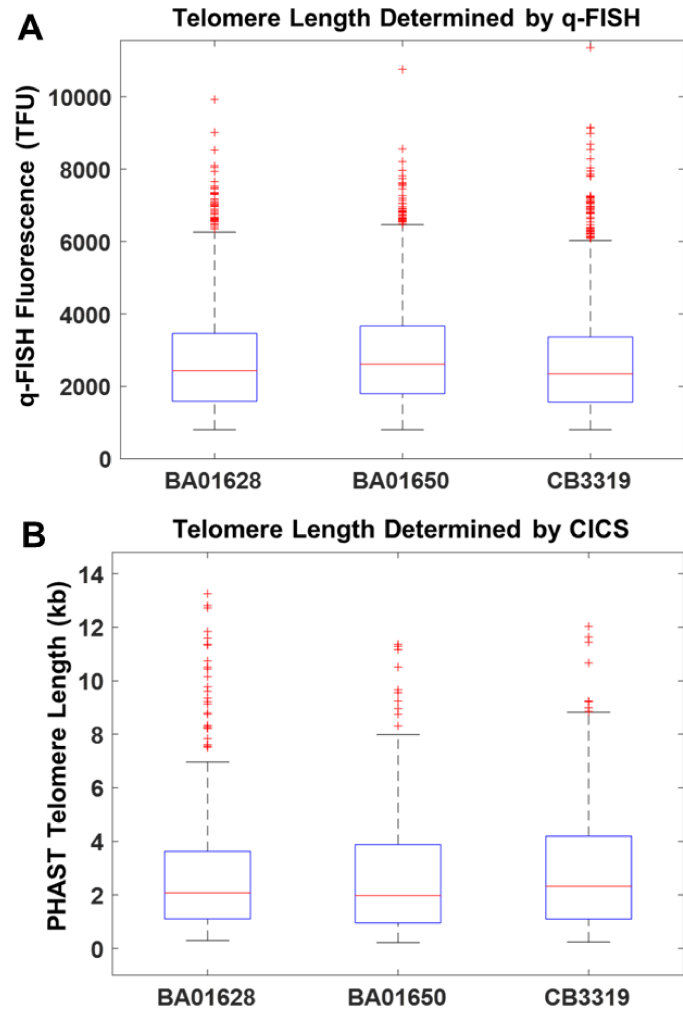 A
Telomere Length Determined by q-FISH
q-FISH Fluorescence (TFU)
10000
8000
6000
4000
2000
0
BA01628 BA01650 CB3319
B
Telomere Length Determined by CICS
PHAST Telomere Length (kb)
14
12
10
8
6
4
2
0
BA01628 BA01650 CB3319